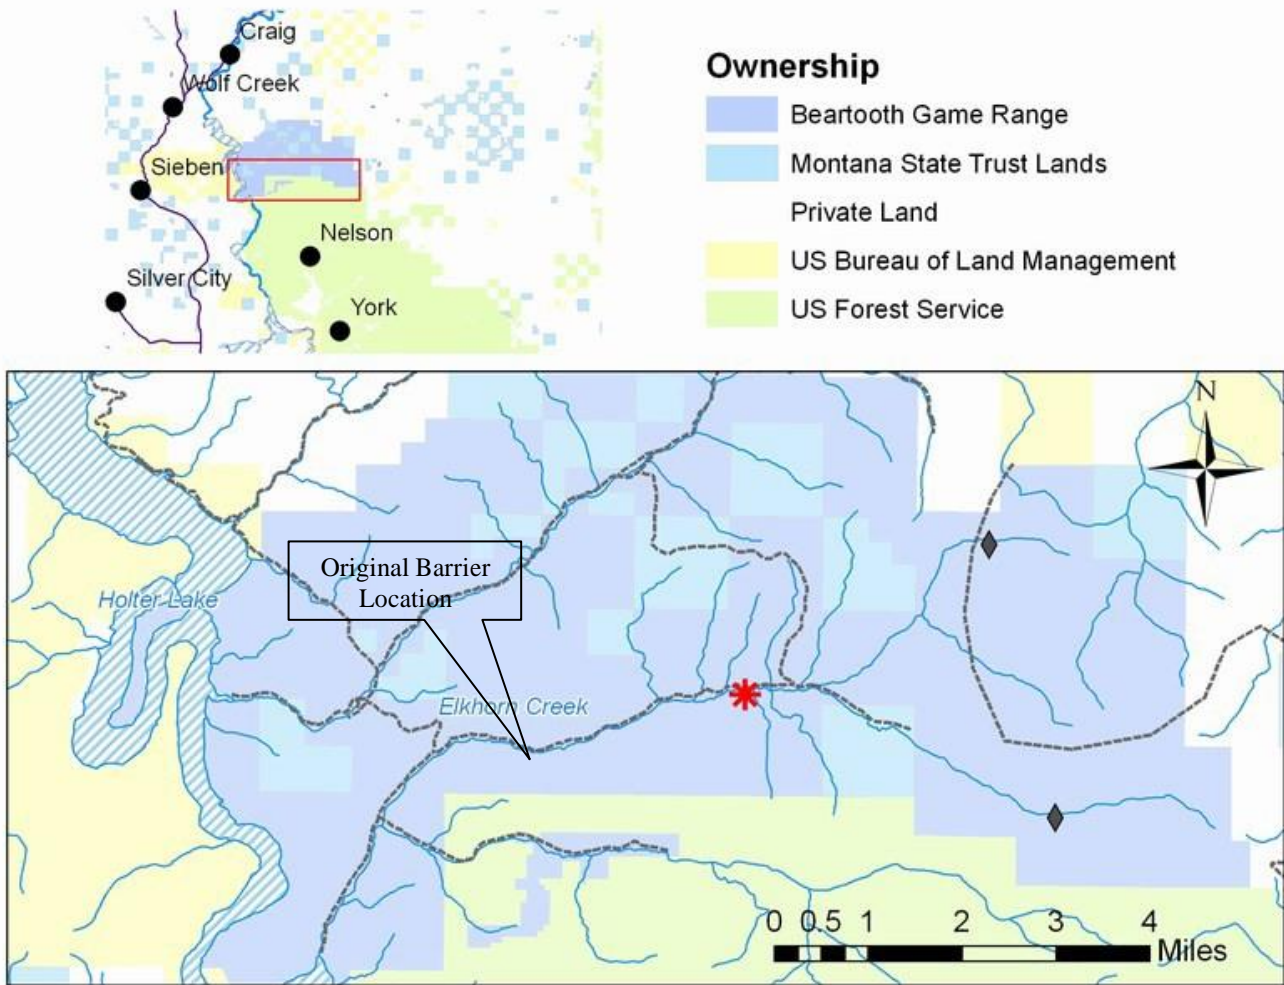 Craig
Wolf Creek
Sieben
Nelson
Silver City
York
Ownership
Beartooth Game Range
Montana State Trust Lands
Private Land
US Bureau of Land Management
US Forest Service
N
Original Barrier
Location
Holter Lake
Elkhorn Creek
0 0.5 1 2 3 4
Miles